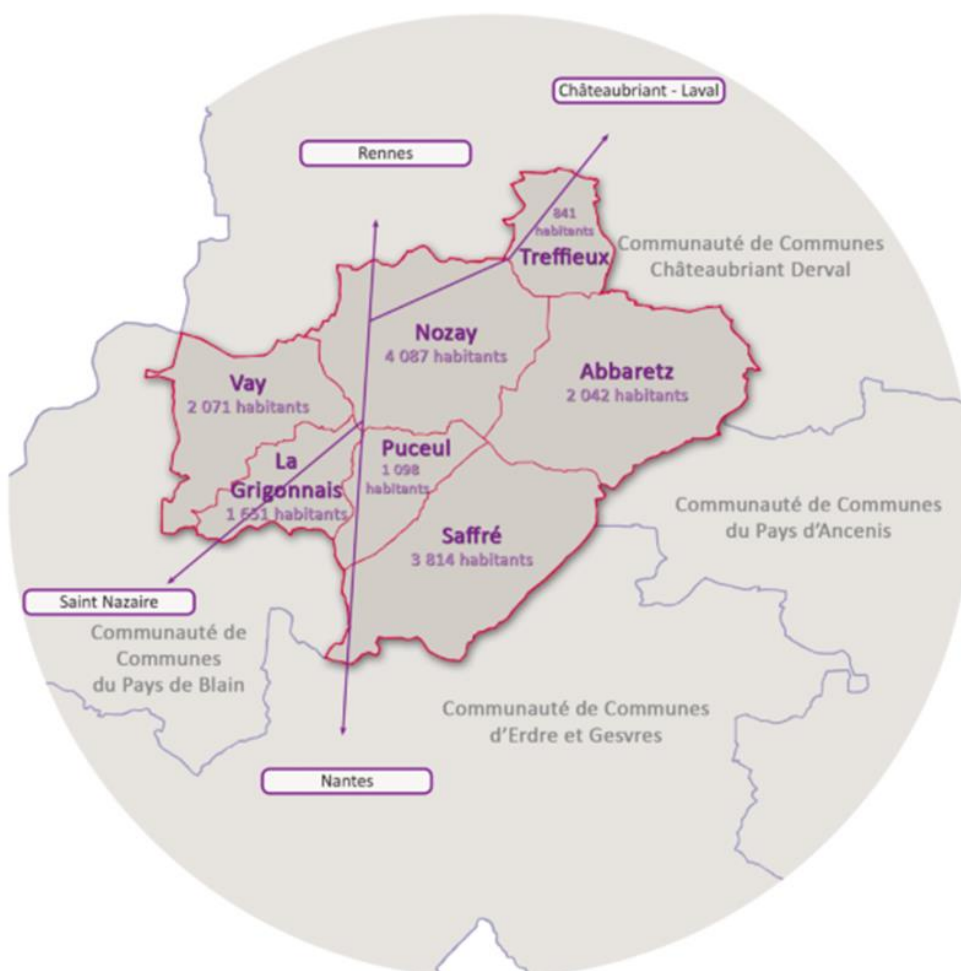 Châteaubriant - Laval
Rennes
841
habitants
Treffieux
Communauté de Communes
Châteaubriant Derval
Nozay
4 087 habitants
Abbaretz
2 042 habitants
Vay
2 071 habitants
Puceul
1 098
habitants
La
Grigonnais
1 651 habitants
Communauté de Communes
du Pays d'Ancenis
Saffré
3 814 habitants
Saint Nazaire
Communauté de
Communes
du Pays de Blain
Communauté de Communes
d'Erdre et Gesvres
Nantes